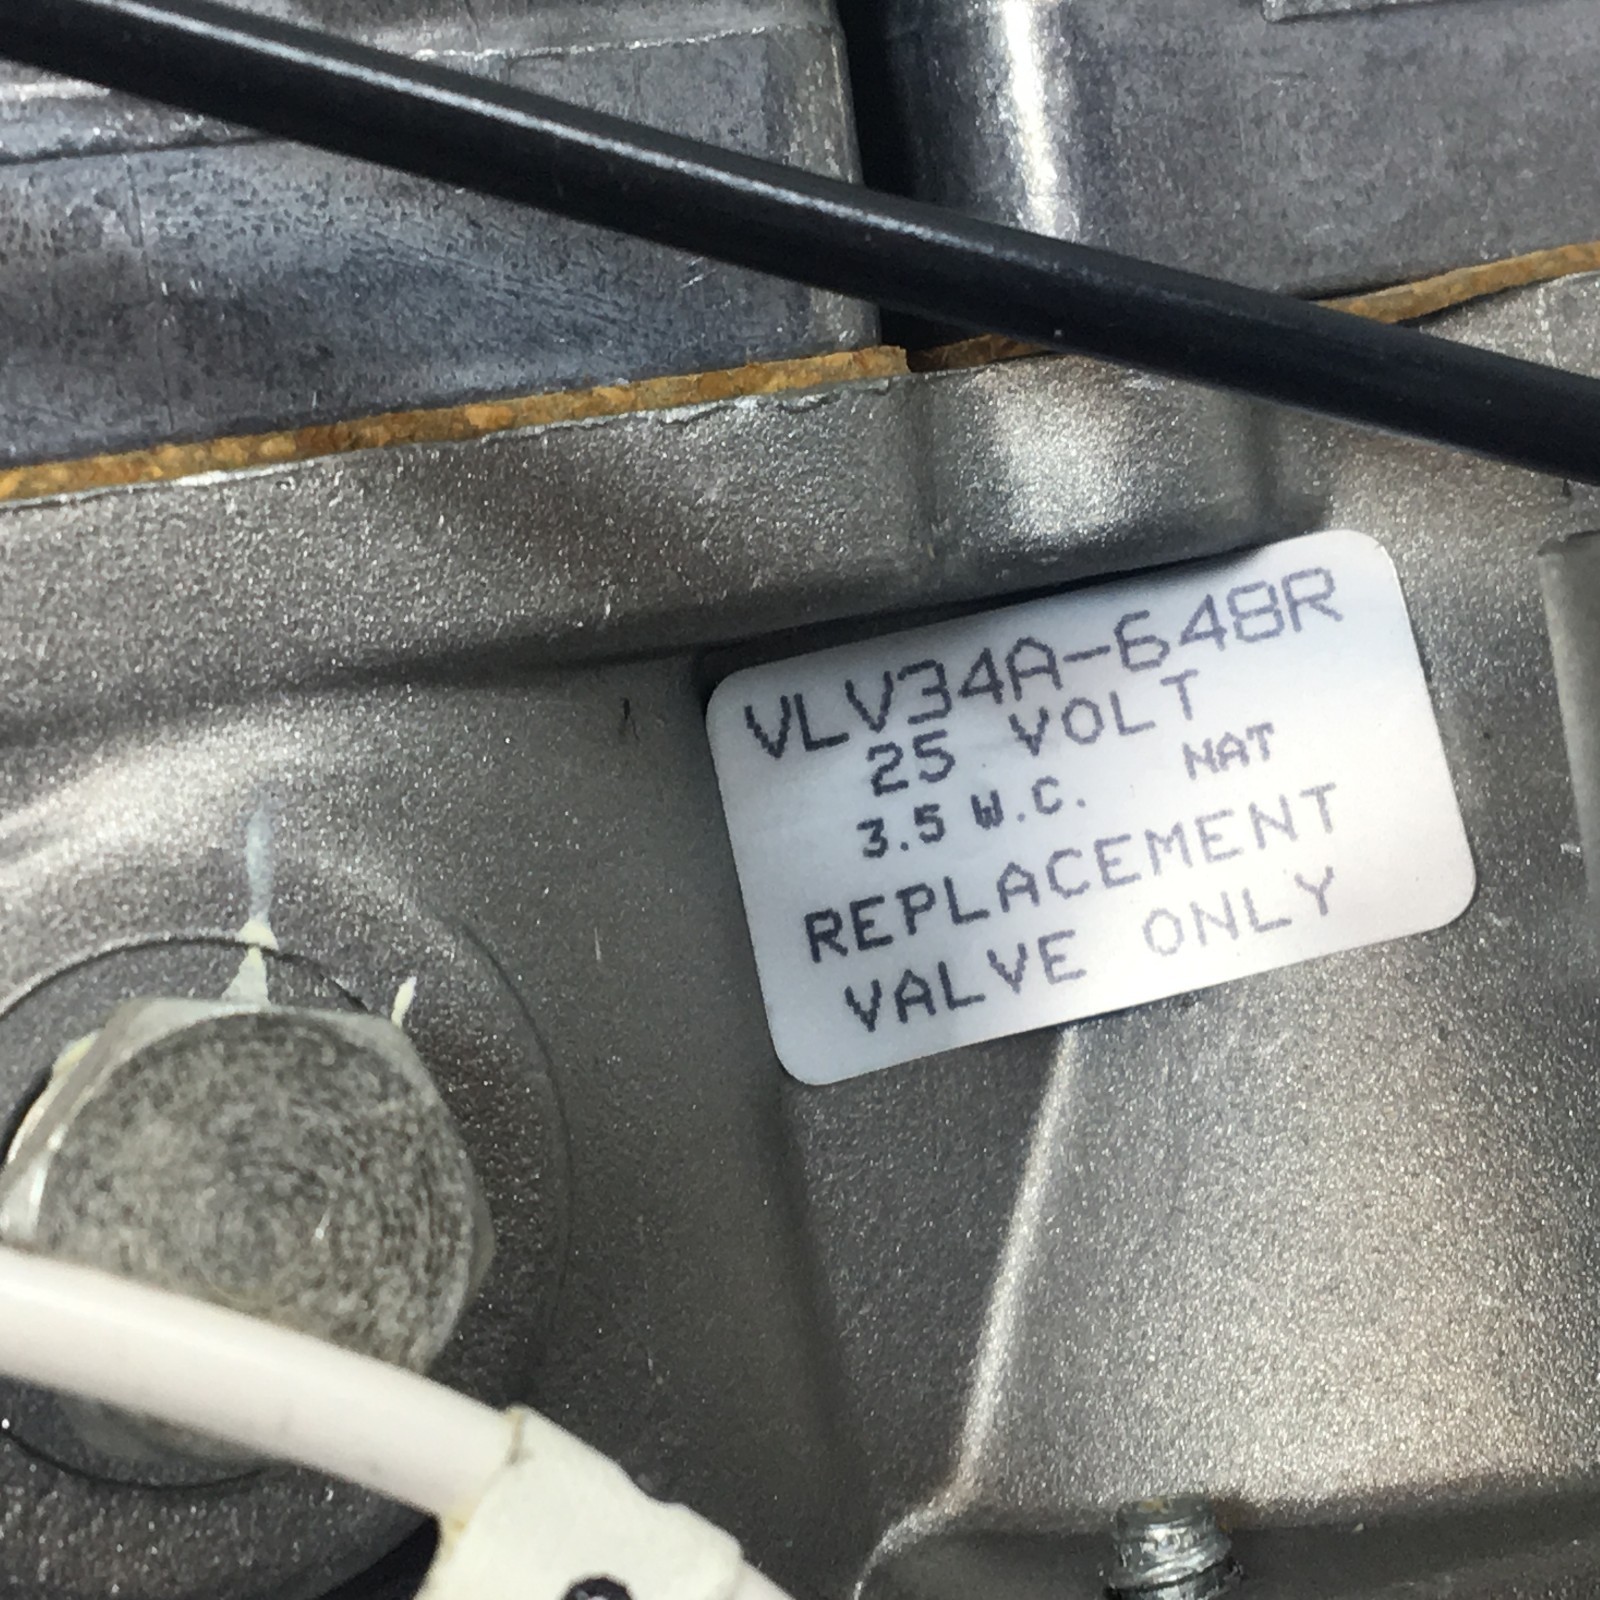 VLV34A-648R
25 VOLT
3.5 W.C. NAT
REPLACEMENT
VALVE ONLY